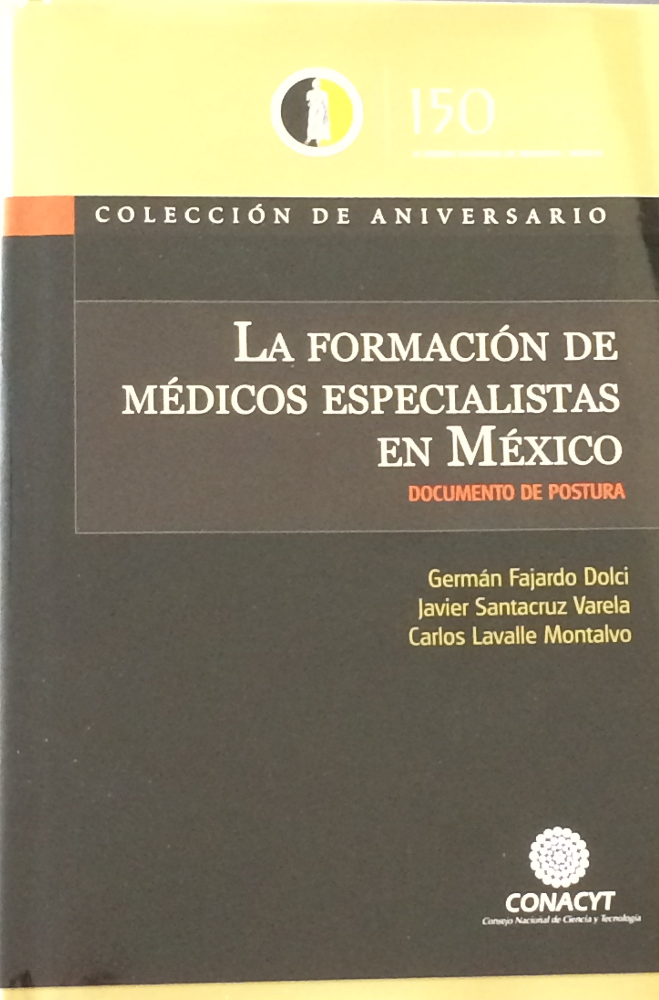 150
COLECCIÓN DE ANIVERSARIO
LA FORMACIÓN DE
MÉDICOS ESPECIALISTAS
EN MÉXICO
DOCUMENTO DE POSTURA
Germán Fajardo Dolci
Javier Santacruz Varela
Carlos Lavalle Montalvo
CONACYT
Consejo Nacional de Ciencia y Tecnología